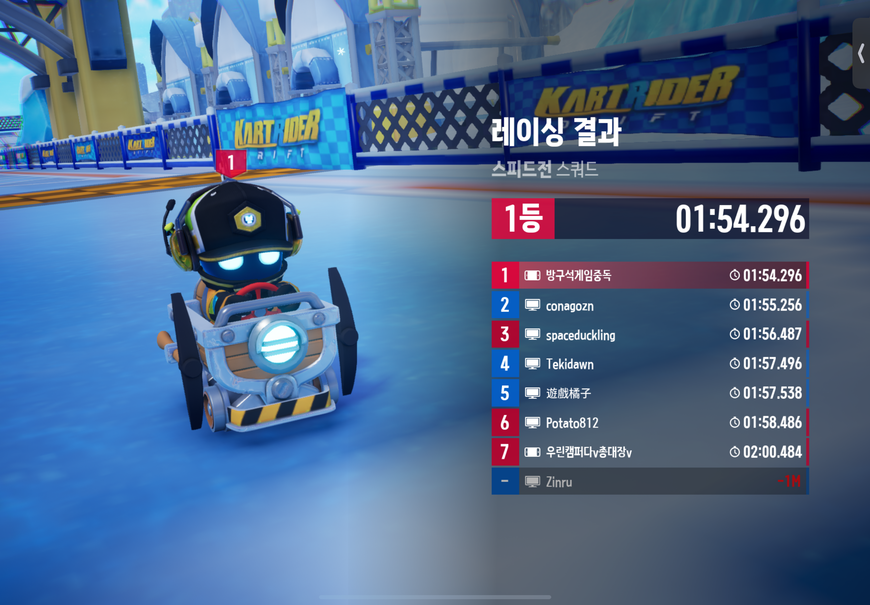 KARTRIDER
DRIFT
KARTRIDER
RIFT
1
레이싱 결과
스피드전 스쿼드
1등 01:54.296
1 방구석게임중독 01:54.296
2 conagozn 01:55.256
3 spaceduckling 01:56.487
4 Tekidawn 01:57.496
5 遊戲橘子 01:57.538
6 Potato812 01:58.486
7 우린캠퍼다v총대장v 02:00.484
- Zinru